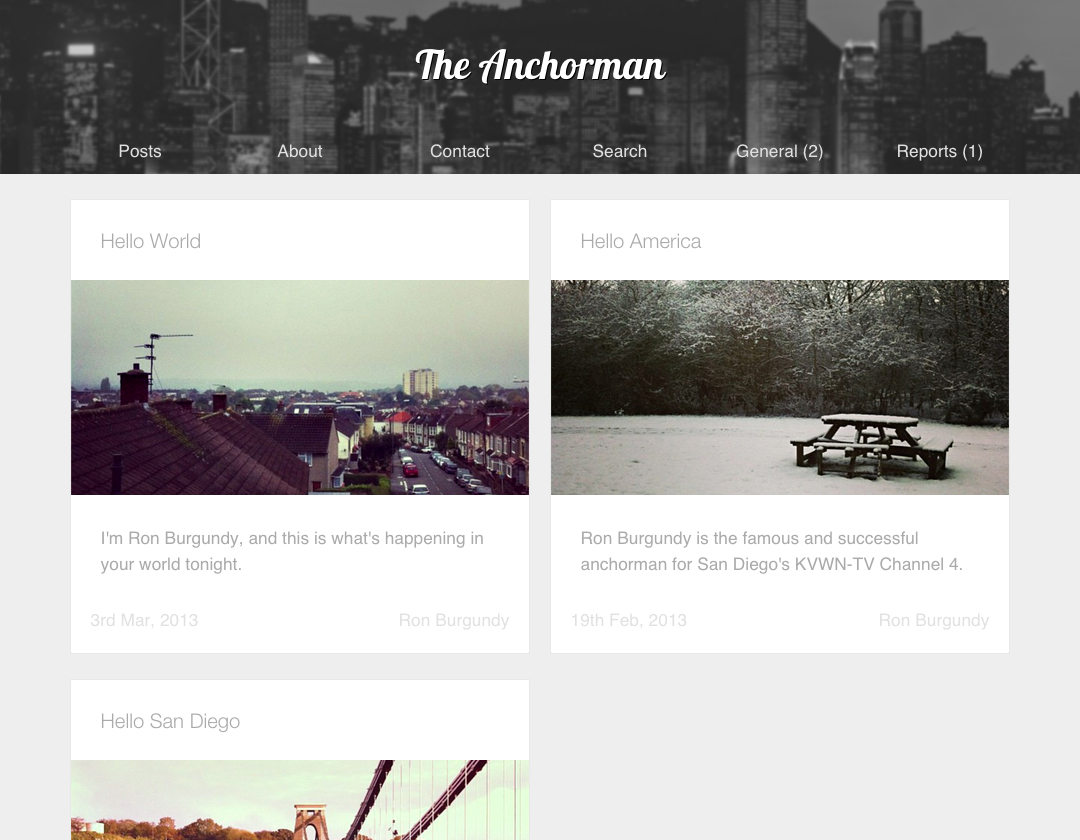 The Anchorman
Posts
About
Contact
Search
General (2)
Reports (1)
Hello World
Hello America
I'm Ron Burgundy, and this is what's happening in
your world tonight.
Ron Burgundy is the famous and successful
anchorman for San Diego's KVWN-TV Channel 4.
3rd Mar, 2013
Ron Burgundy
19th Feb, 2013
Ron Burgundy
Hello San Diego